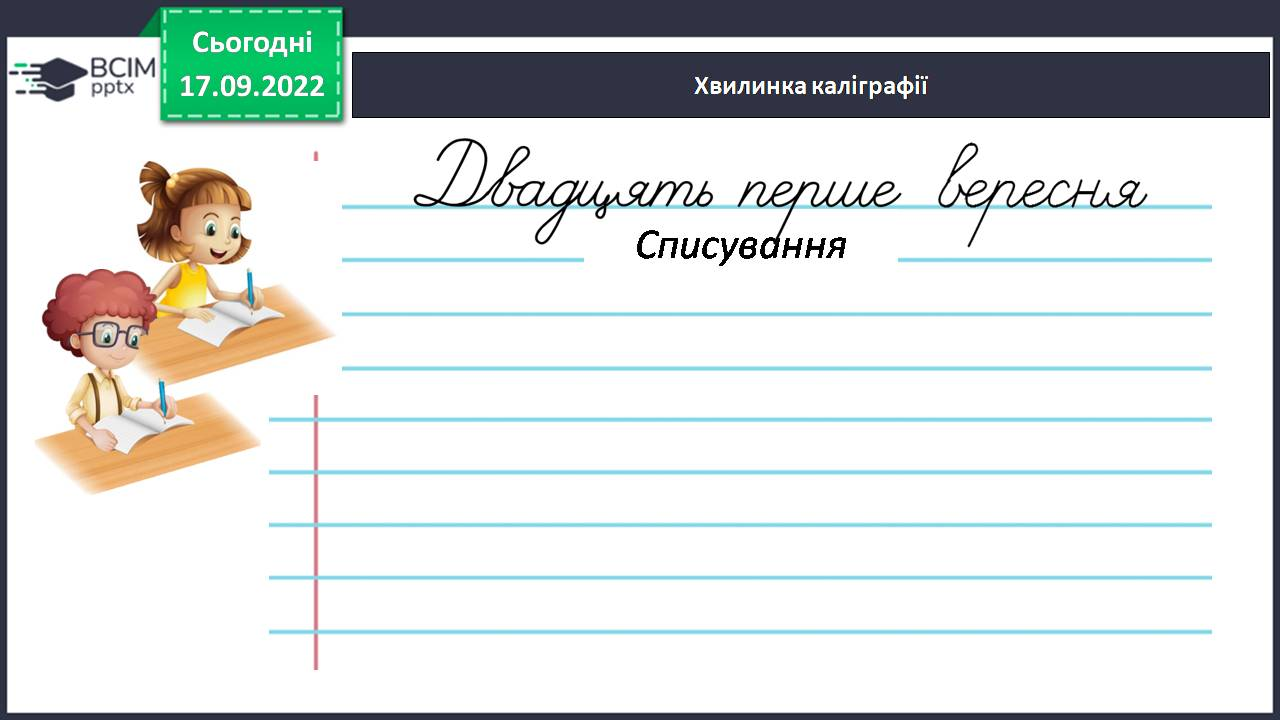 Сьогодні
17.09.2022
ВСІМ
pptx
Хвилинка каліграфії
Двадцять перше вересня
Списування